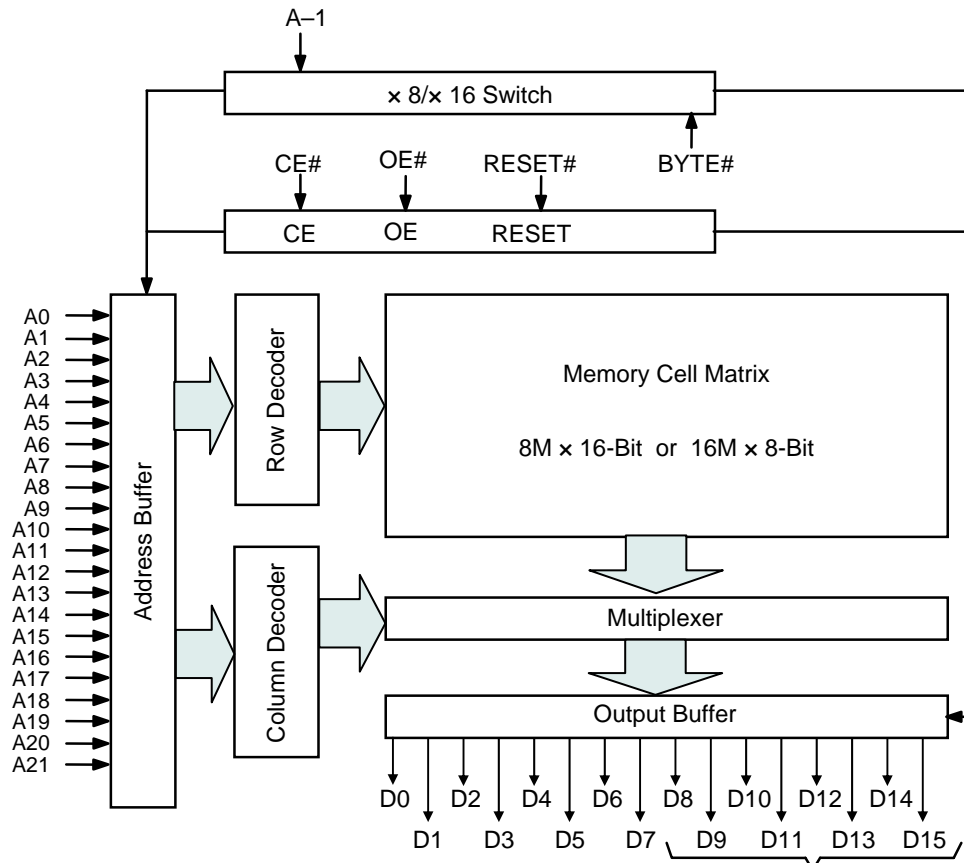 A–1
× 8/× 16 Switch
CE#
OE#
RESET#
BYTE#
CE
OE
RESET
A0
A1
A2
A3
A4
A5
A6
A7
A8
A9
A10
A11
A12
A13
A14
A15
A16
A17
A18
A19
A20
A21
Address Buffer
Row Decoder
Column Decoder
Memory Cell Matrix
8M × 16-Bit or 16M × 8-Bit
Multiplexer
Output Buffer
D0 D2 D4 D6 D8 D10 D12 D14
D1 D3 D5 D7 D9 D11 D13 D15